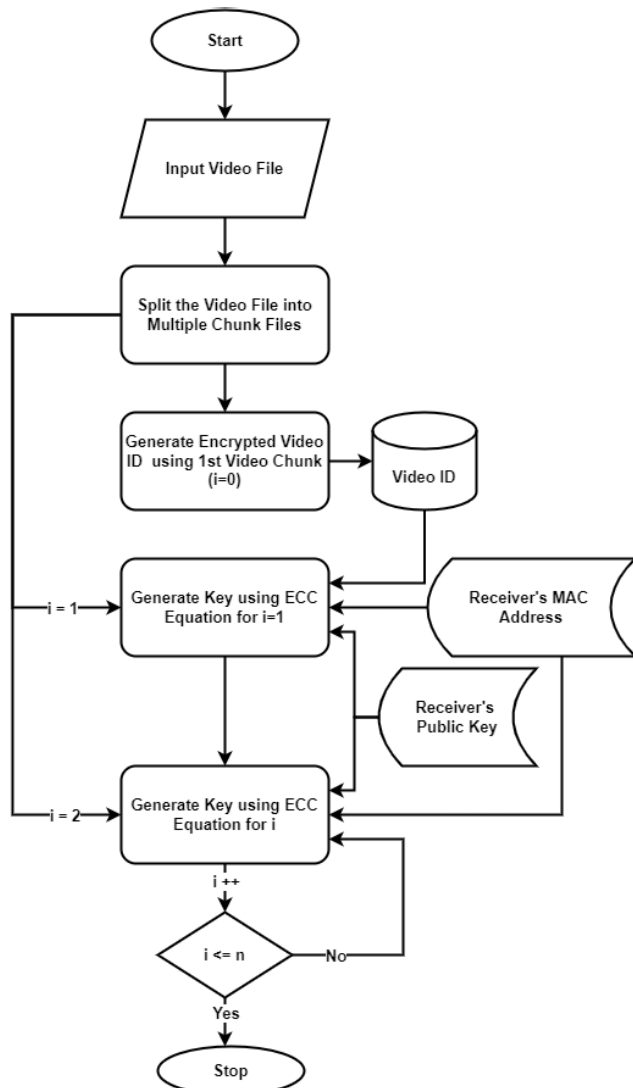 Start
Input Video File
Split the Video File into
Multiple Chunk Files
Generate Encrypted Video
ID using 1st Video Chunk
(i=0)
Video ID
Generate Key using ECC
Equation for i=1
i = 1
Receiver's MAC
Address
Receiver's
Public Key
Generate Key using ECC
Equation for i
i = 2
i ++
i <= n
No
Yes
Stop